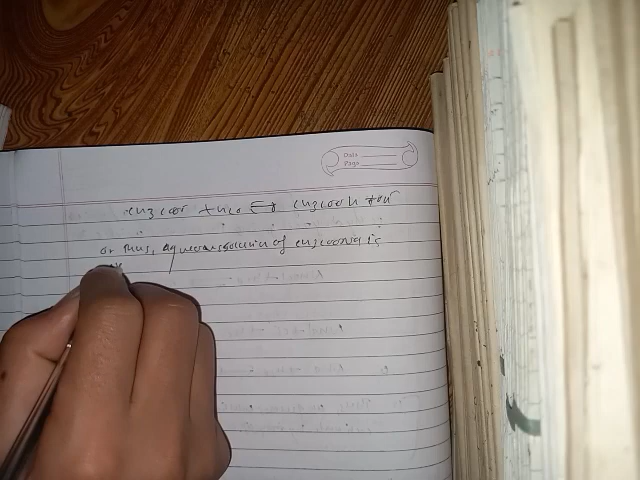 Date
Page
CH3COO⁻ + H2O ⇌ CH3COOH + OH⁻
or thus, aqueous solution of CH3COONa is